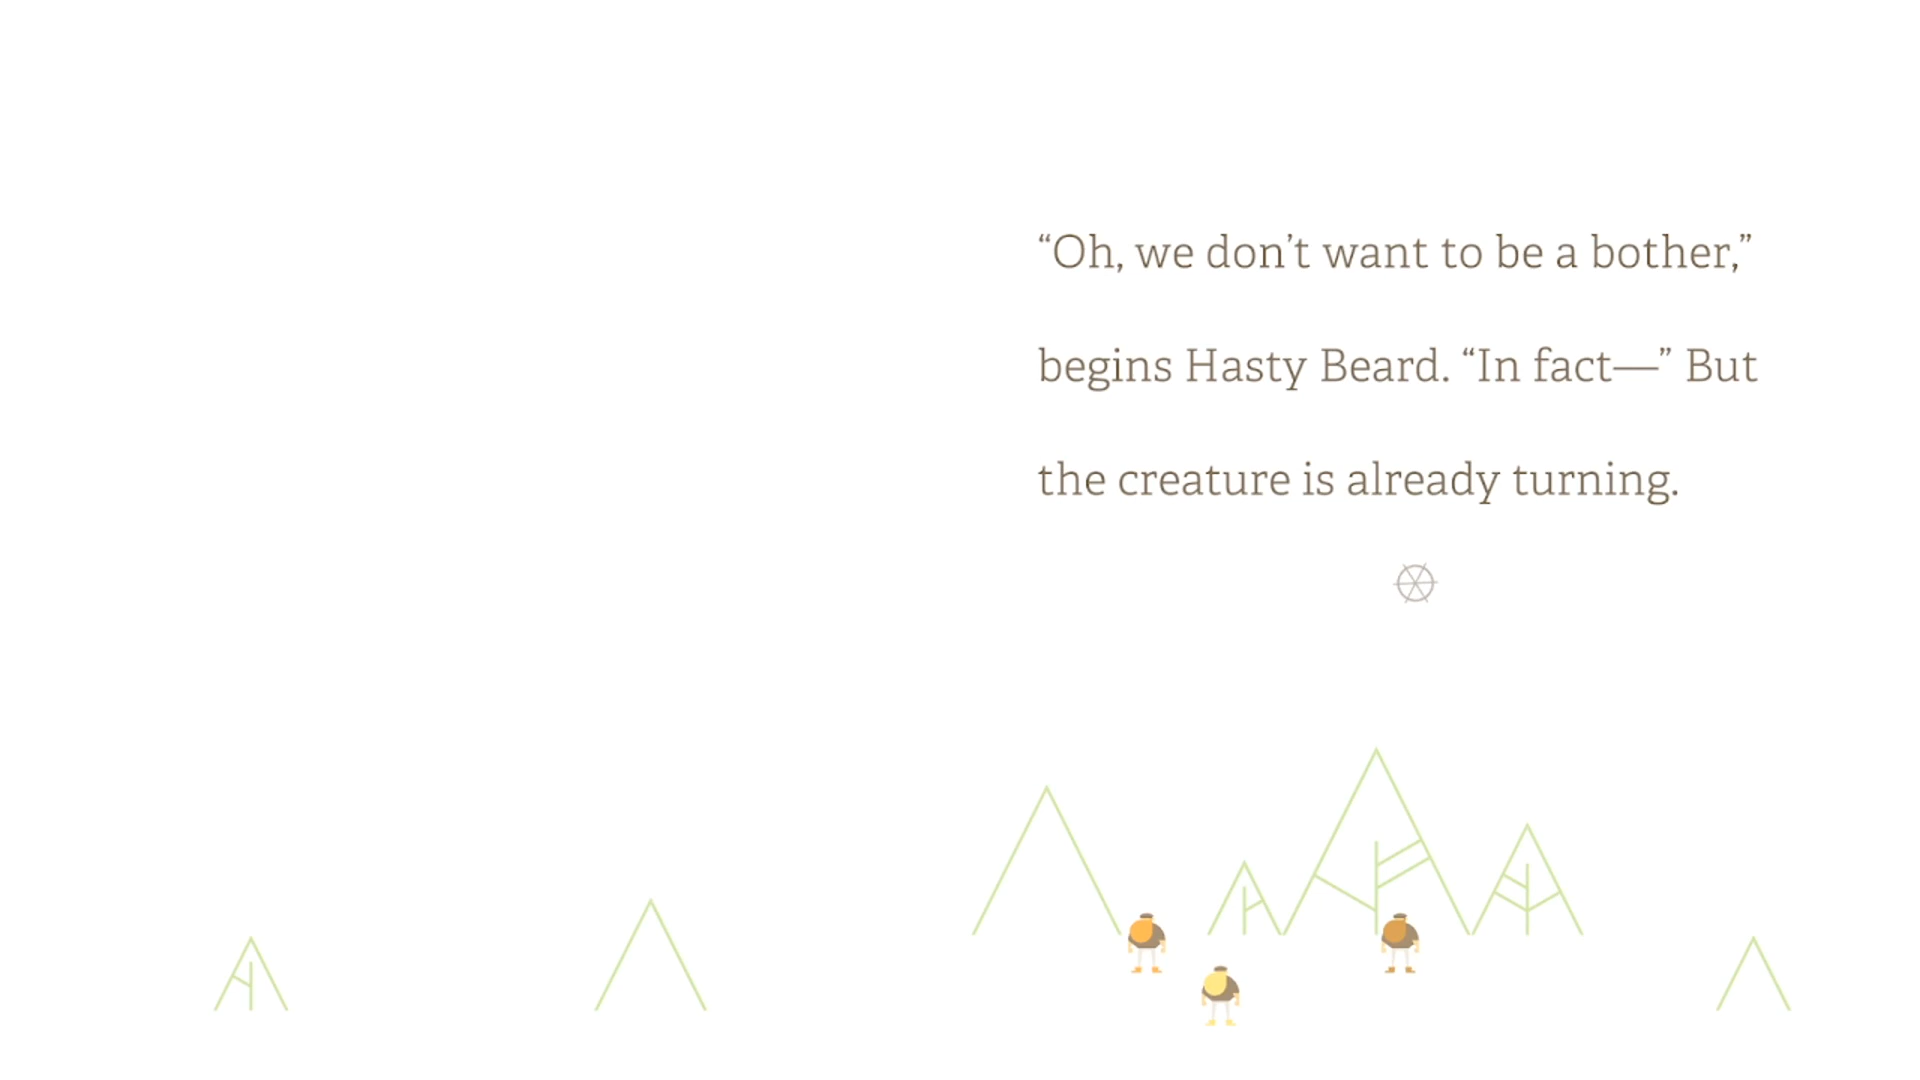 “Oh, we don’t want to be a bother,”
begins Hasty Beard. “In fact—” But
the creature is already turning.